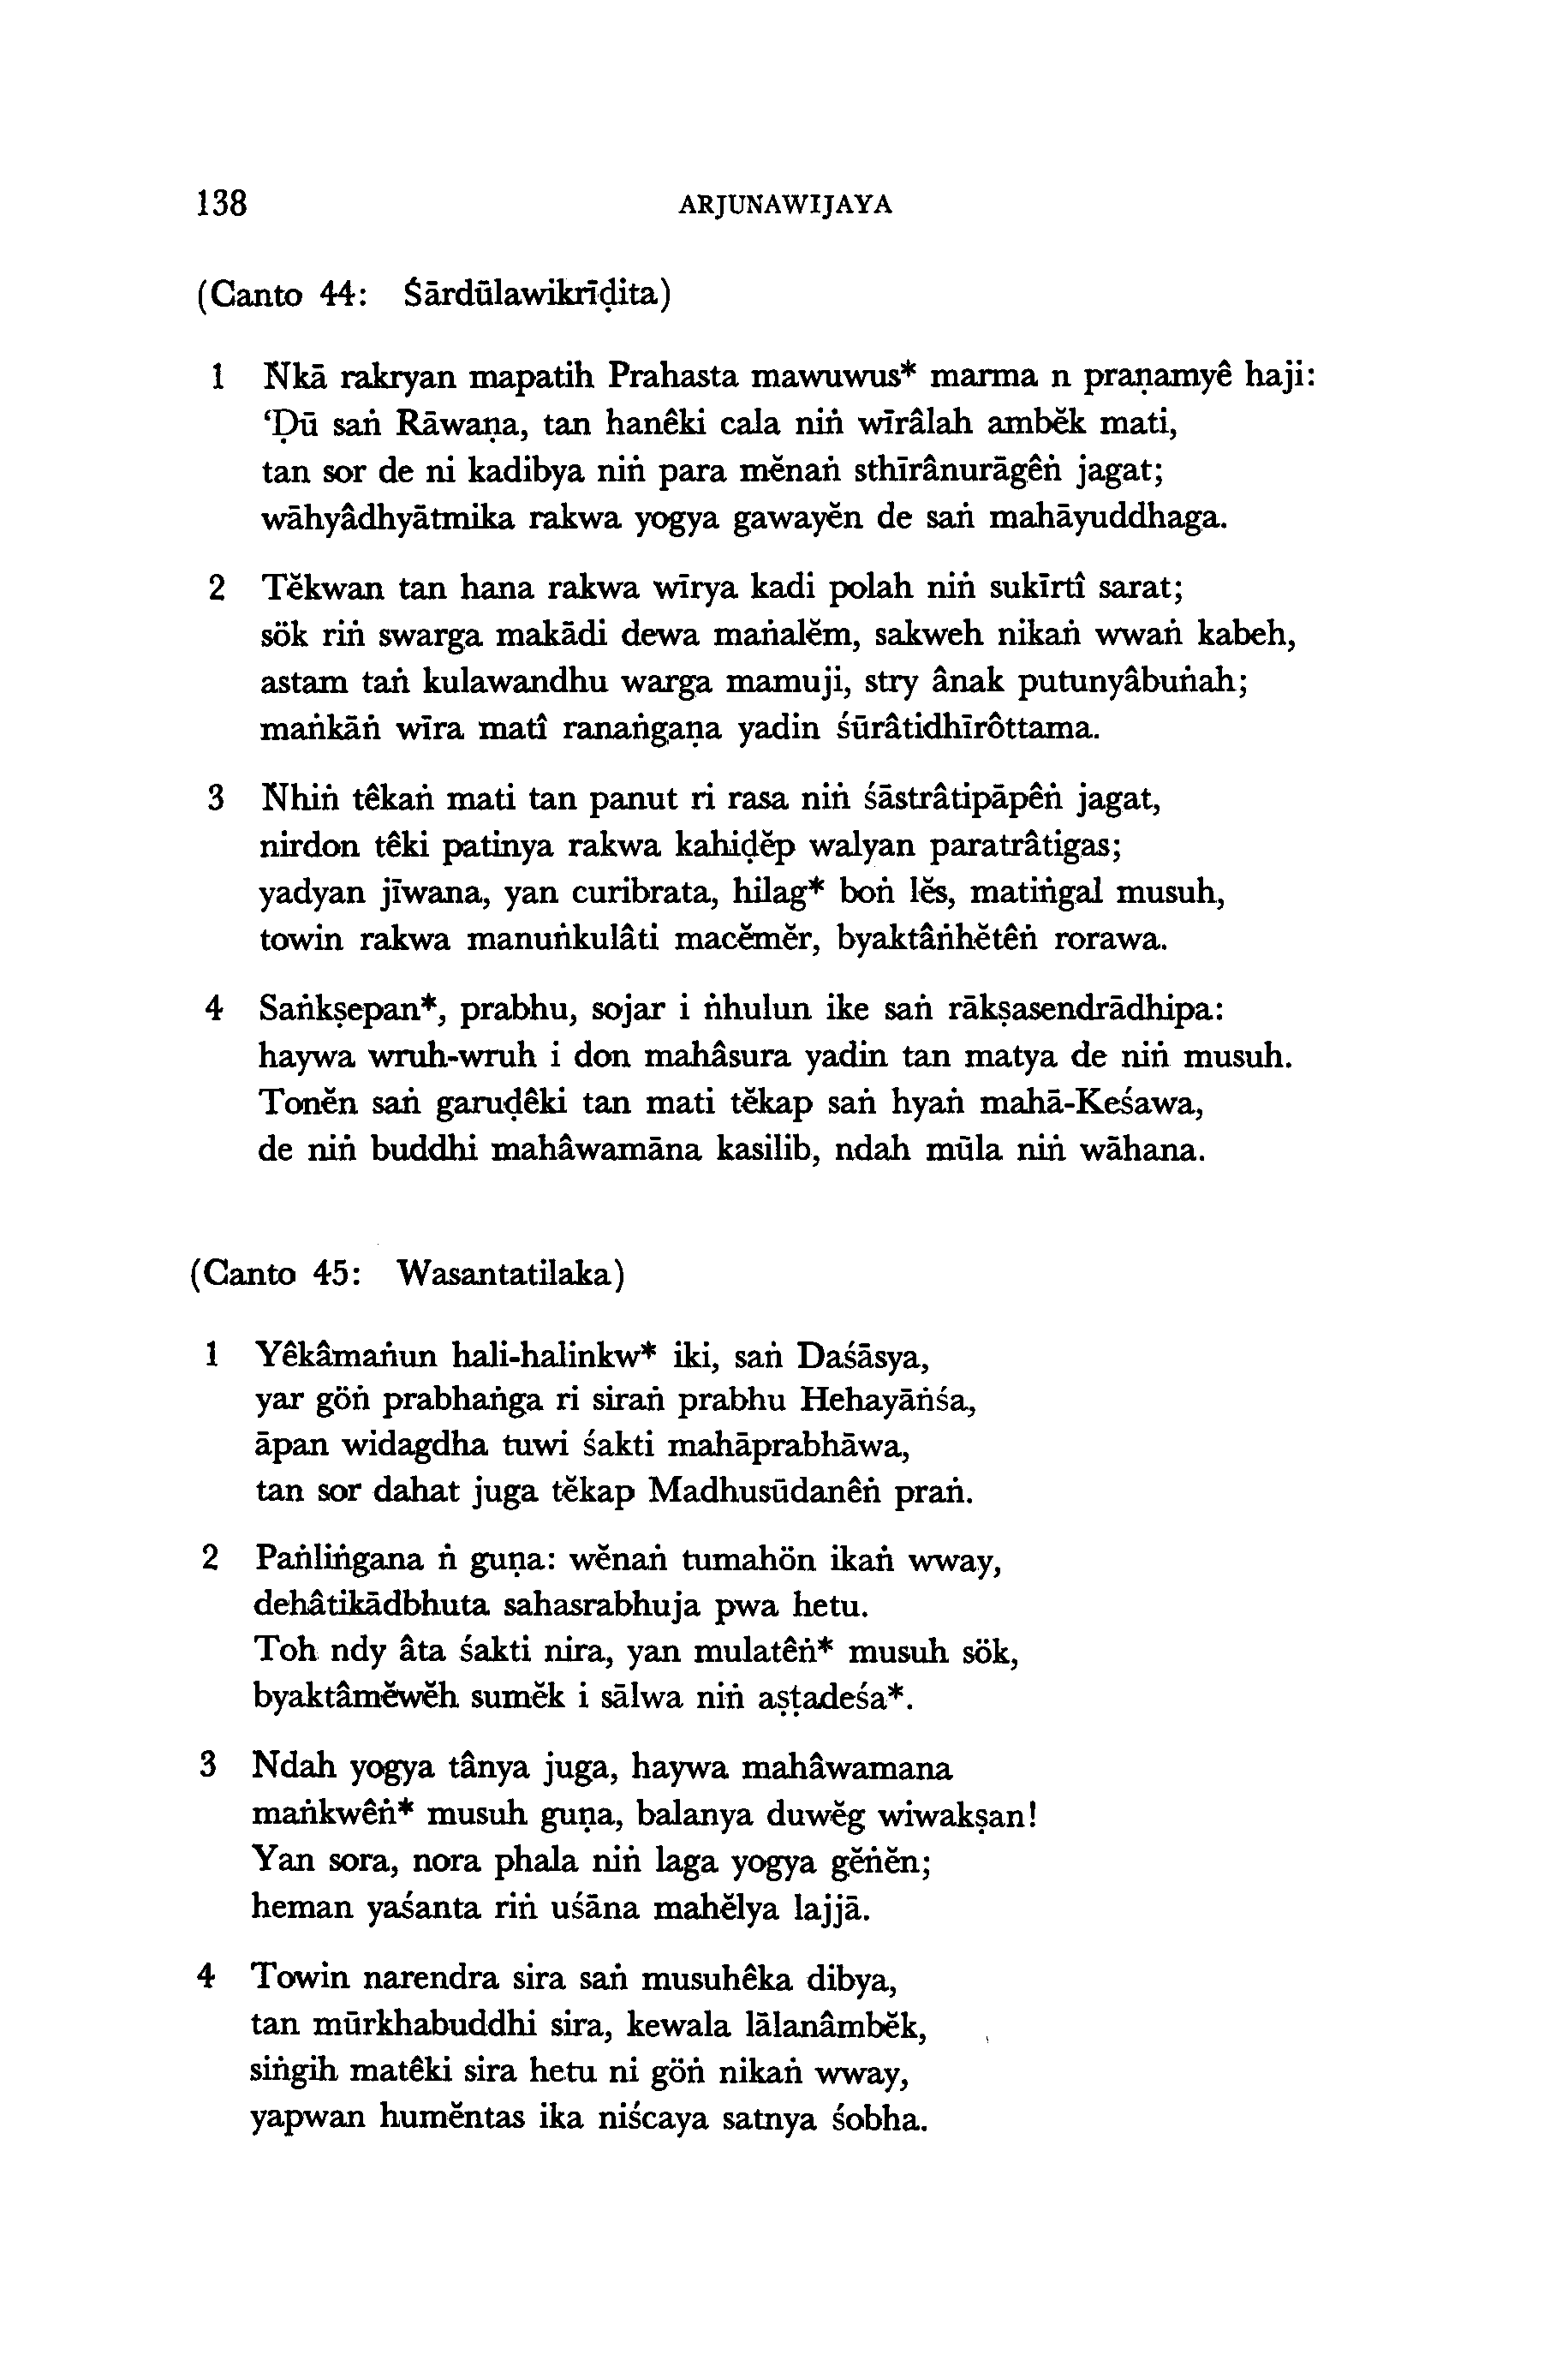 138 ARJUNAWIJAYA
(Canto 44: Śārdūlawikrīḍita)
1 Ṅkā rakryan mapatih Prahasta mawuwus* marma n praṇamyê haji:
‘Ḍū saṅ Rāwaṇa, tan hanêki cala niṅ wīrâlah ambĕk mati,
tan sor de ni kadibya niṅ para mĕnaṅ sthīrânurāgêṅ jagat;
wāhyâdhyātmika rakwa yogya gawayĕn de saṅ mahāyuddhaga.
2 Tĕkwan tan hana rakwa wīrya kadi polah niṅ sukīrtî sarat;
sök riṅ swarga makādi dewa maṅalĕm, sakweh nikaṅ wwaṅ kabeh,
astam taṅ kulawandhu warga mamuji, stry ânak putunyâbuṅah;
maṅkāṅ wīra matî ranaṅgaṇa yadin śūrâtidhīrôttama.
3 Ṅhiṅ têkaṅ mati tan panut ri rasa niṅ śāstrâtipāpêṅ jagat,
nirdon têki patinya rakwa kahiḍĕp walyan paratrâtigas;
yadyan jīwana, yan curibrata, hilag* boṅ lĕs, matiṅgal musuh,
towin rakwa manuṅkulâti macĕmĕr, byaktâṅhĕtêṅ rorawa.
4 Saṅkṣepan*, prabhu, sojar i ṅhulun ike saṅ rākṣasendrādhipa:
haywa wruh-wruh i don mahâsura yadin tan matya de niṅ musuh.
Tonĕn saṅ garuḍêki tan mati tĕkap saṅ hyaṅ mahā-Keśawa,
de niṅ buddhi mahâwamāna kasilib, ndah mūla niṅ wāhana.
(Canto 45: Wasantatilaka)
1 Yêkâmaṅun hali-halinkw* iki, saṅ Daśāsya,
yar göṅ prabhaṅga ri siraṅ prabhu Hehayāṅśa,
āpan widagdha tuwi śakti mahāprabhāwa,
tan sor dahat juga tĕkap Madhusūdanêṅ praṅ.
2 Paṅliṅgana ṅ guṇa: wĕnaṅ tumahön ikaṅ wway,
dehâtikādbhuta sahasrabhuja pwa hetu.
Toh ndy âta śakti nira, yan mulatêṅ* musuh sök,
byaktâmĕwĕh sumĕk i sālwa niṅ aṣṭadeśa*.
3 Ndah yogya tânya juga, haywa mahâwamana
maṅkwêṅ* musuh guṇa, balanya duwĕg wiwakṣan!
Yan sora, nora phala niṅ laga yogya gĕṅĕn;
heman yaśanta riṅ uśāna mahĕlya lajjā.
4 Towin narendra sira saṅ musuhêka dibya,
tan mūrkhabuddhi sira, kewala lālanâmbĕk,
siṅgih matêki sira hetu ni göṅ nikaṅ wway,
yapwan humĕntas ika niścaya satnya śobha.